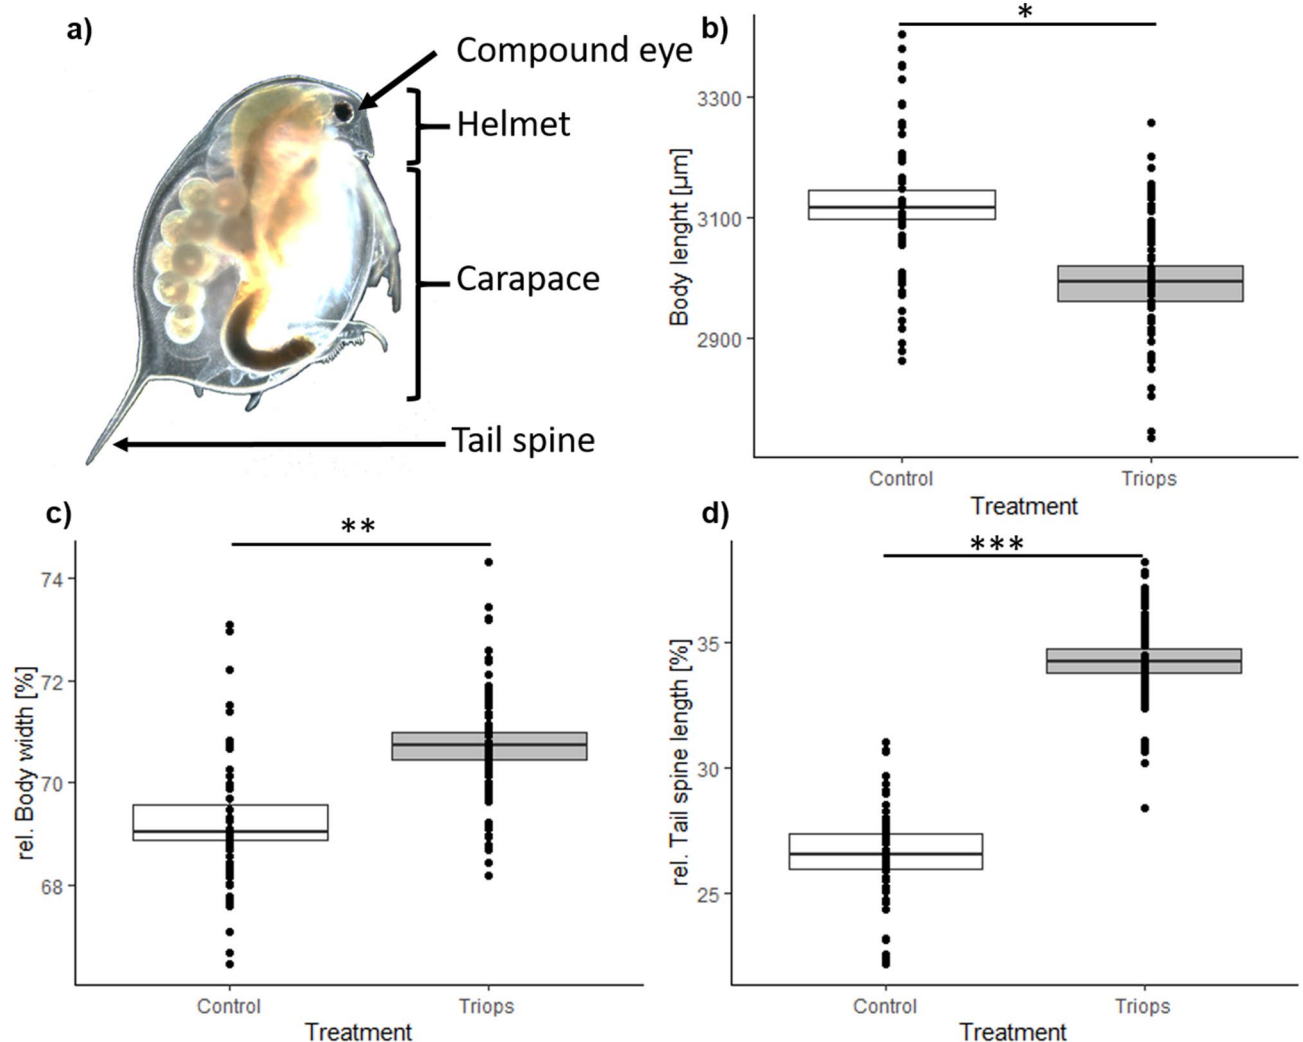 a)
Compound eye
Helmet
Carapace
Tail spine
b)
*
Body lenght [µm]
3300
3100
2900
Control
Triops
Treatment
c)
**
rel. Body width [%]
74
72
70
68
Control
Triops
Treatment
d)
***
rel. Tail spine length [%]
35
30
25
Control
Triops
Treatment